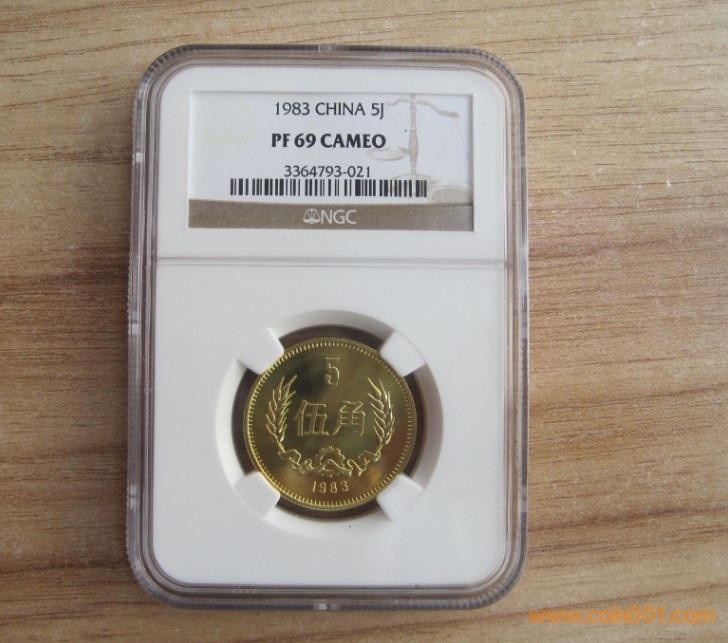 1983 CHINA 5J
PF 69 CAMEO
3364793-021
NGC
5
伍角
1983
www.coin001.com